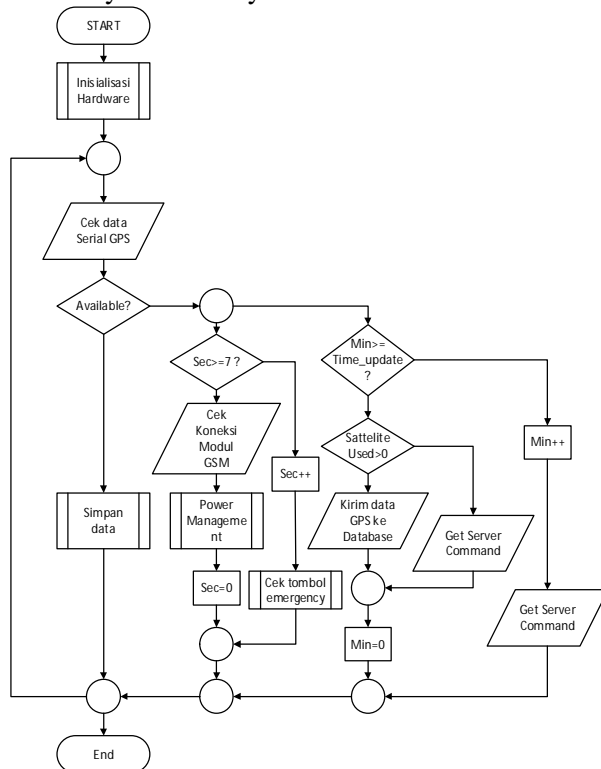 START
Inisialisasi
Hardware
Cek data
Serial GPS
Available?
Sec>=7 ?
Min>=
Time_update
?
Cek
Koneksi
Modul
GSM
Sec++
Sattelite
Used>0
Min++
Simpan
data
Power
Manageme
nt
Kirim data
GPS ke
Database
Get Server
Command
Sec=0
Cek tombol
emergency
Get Server
Command
Min=0
End